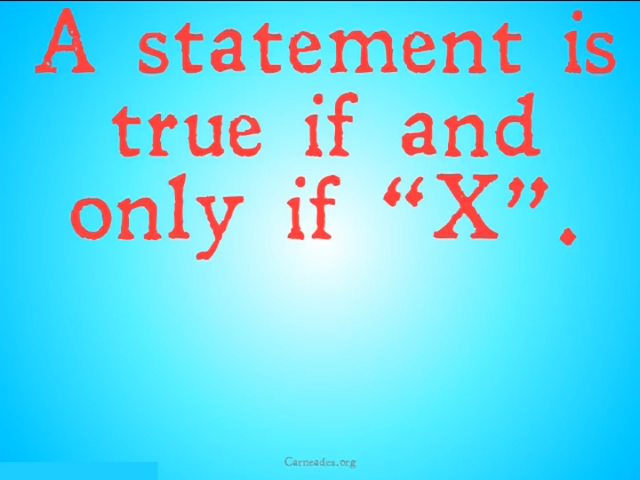 A statement is
true if and
only if “X”.
Carneades.org